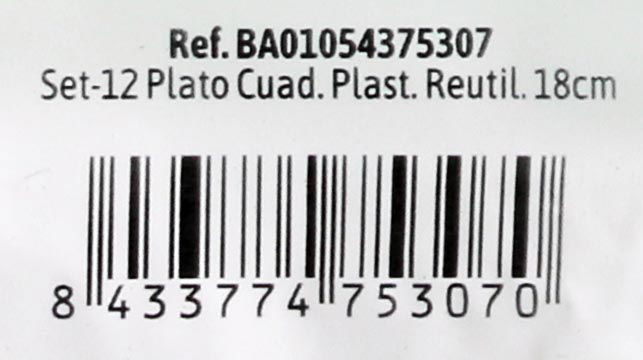 Ref. BA01054375307
Set-12 Plato Cuad. Plast. Reutil. 18cm
8 433774 753070